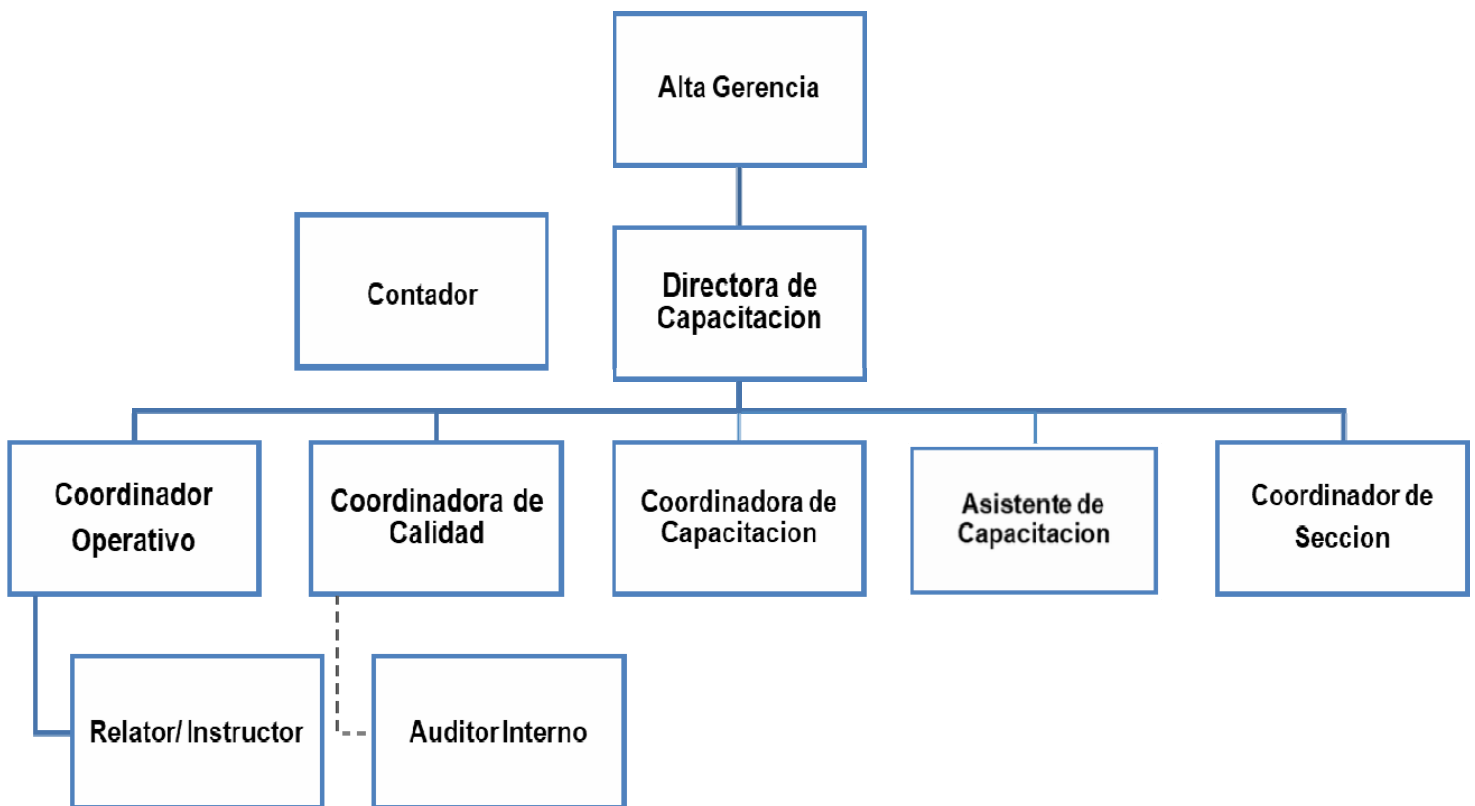 Alta Gerencia
Contador
Directora de
Capacitacion
Coordinador
Operativo
Coordinadora de
Calidad
Coordinadora de
Capacitacion
Asistente de
Capacitacion
Coordinador de
Seccion
Relator/ Instructor
Auditor Interno